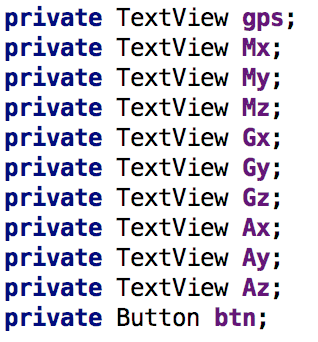 private TextView gps;
private TextView Mx;
private TextView My;
private TextView Mz;
private TextView Gx;
private TextView Gy;
private TextView Gz;
private TextView Ax;
private TextView Ay;
private TextView Az;
private Button btn;